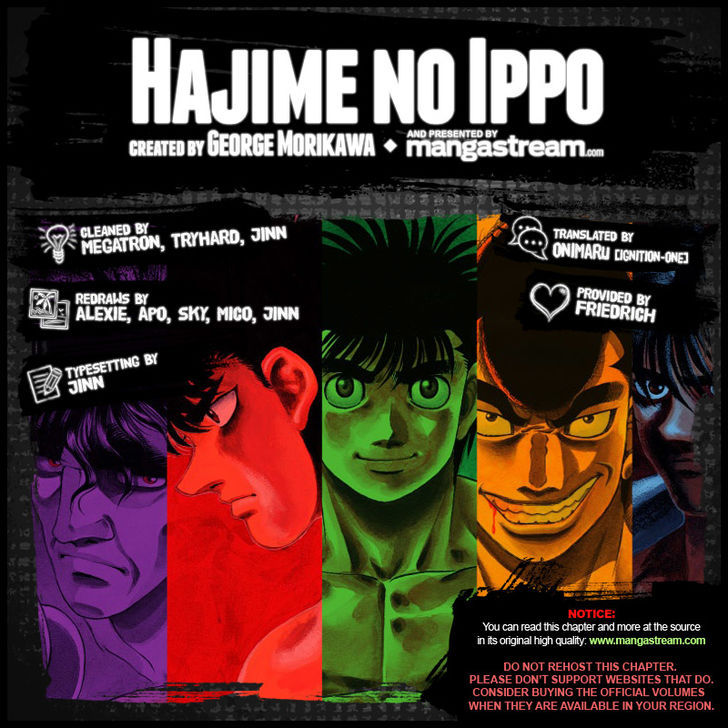 HAJIME NO IPPO
CREATED BY GEORGE MORIKAWA ◆ AND PRESENTED BY mangastream.com
CLEANED BY
MEGATRON, TRYHARD, JINN
REDRAWS BY
ALEXIE, APO, SKY, MICO, JINN
TYPESETTING BY
JINN
TRANSLATED BY
ONIMARU [IGNITION-ONE]
PROVIDED BY
FRIEDRICH
NOTICE:
You can read this chapter and more at the source
in its original high quality: www.mangastream.com
DO NOT REHOST THIS CHAPTER.
PLEASE DON'T SUPPORT WEBSITES THAT DO.
CONSIDER BUYING THE OFFICIAL VOLUMES
WHEN THEY ARE AVAILABLE IN YOUR REGION.